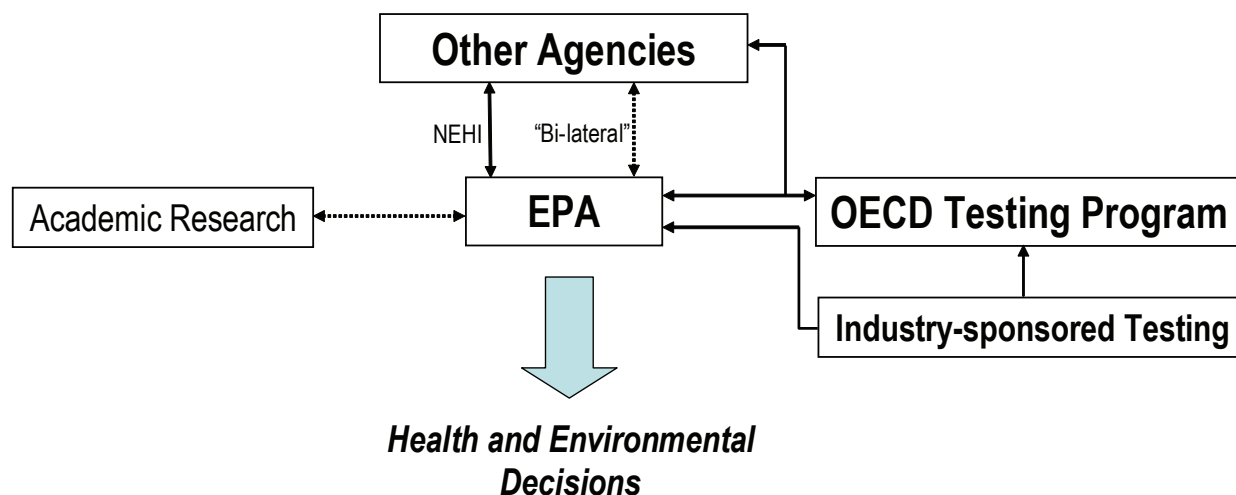 Other Agencies
NEHI
“Bi-lateral”
Academic Research
EPA
OECD Testing Program
Industry-sponsored Testing
Health and Environmental
Decisions